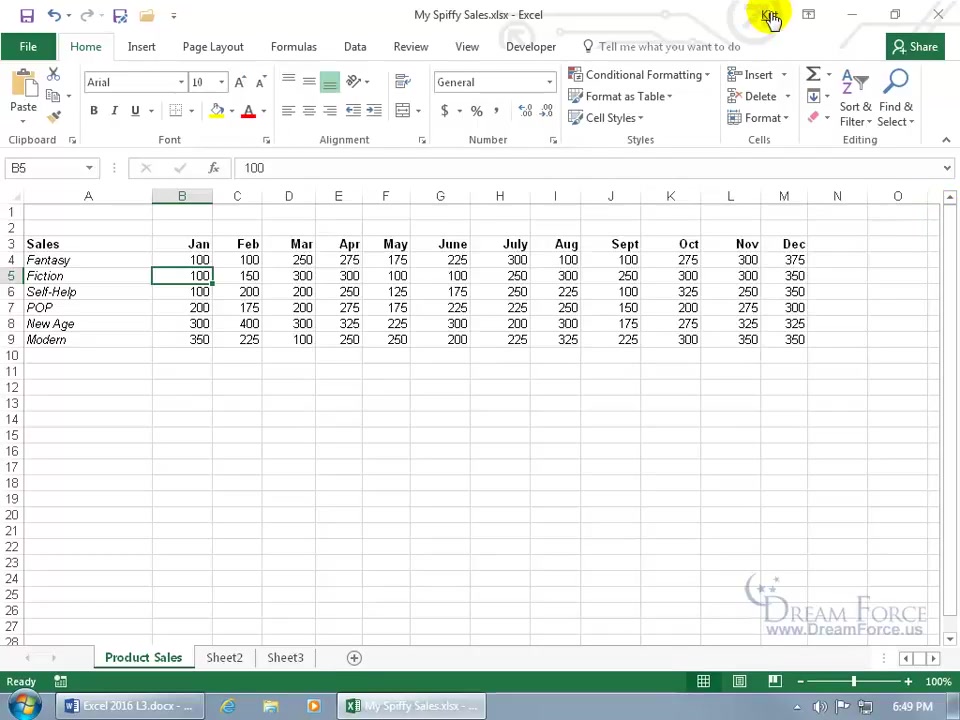 My Spiffy Sales.xlsx - Excel
File Home Insert Page Layout Formulas Data Review View Developer Tell me what you want to do Share
Paste
Arial 10
B I U A
General
$ % ,
Conditional Formatting
Format as Table
Cell Styles
Insert
Delete
Format
Sort & Filter
Find & Select
Clipboard Font Alignment Number Styles Cells Editing
B5 fx 100
A B C D E F G H I J K L M N O
1
2
3 Sales Jan Feb Mar Apr May June July Aug Sept Oct Nov Dec
4 Fantasy 100 100 250 275 175 225 300 100 100 275 300 375
5 Fiction 100 150 300 300 100 100 250 300 250 300 300 350
6 Self-Help 100 200 200 250 125 175 250 225 100 325 250 350
7 POP 200 175 200 275 175 225 225 250 150 200 275 300
8 New Age 300 400 300 325 225 300 200 300 175 275 325 325
9 Modern 350 225 100 250 250 200 225 325 225 300 350 350
10
11
12
13
14
15
16
17
18
19
20
21
22
23
24
25
26
27
28
DREAM FORCE
www.DreamForce.us
Product Sales Sheet2 Sheet3
Ready 100%
Excel 2016 L3.docx - ... My Spiffy Sales.xlsx - ... 6:49 PM